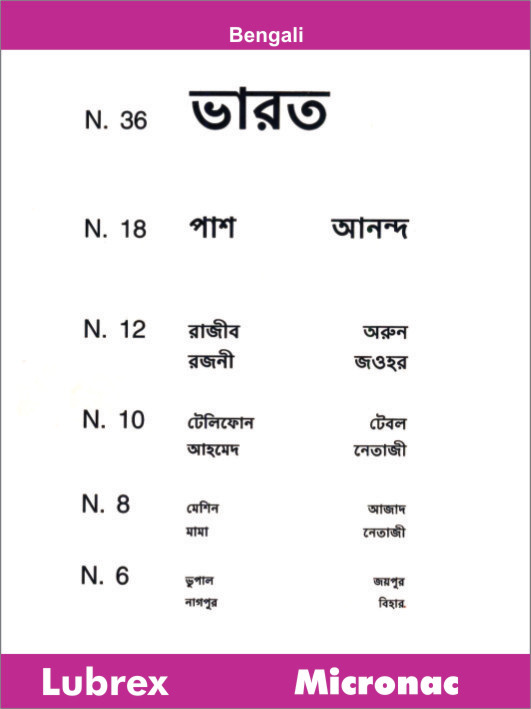 Bengali
N. 36 ভারত
N. 18 পাশ আনন্দ
N. 12 রাজীব অরুন
রজনী জওহর
N. 10 টেলিফোন টেবল
আহমেদ নেতাজী
N. 8 মেশিন আজাদ
মামা নেতাজী
N. 6 ভুপাল জয়পুর
নাগপুর বিহার.
Lubrex Micronac